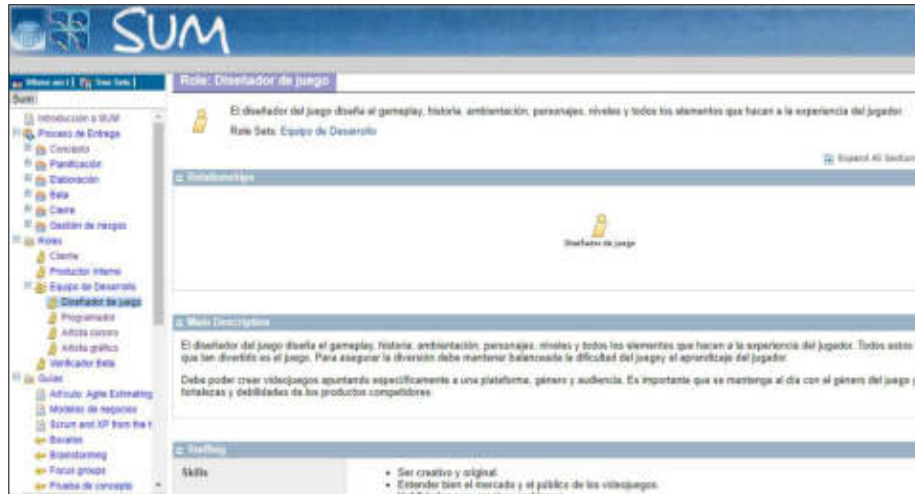 SUM
Tree Sets
Sum
Introducción a SUM
Proceso de Entrega
Concepto
Planificación
Elaboración
Beta
Cierre
Gestión de riesgos
Roles
Cliente
Productor Interno
Equipo de Desarrollo
Diseñador de juego
Programador
Artista sonoro
Artista gráfico
Verificador Beta
Guías
Artículo: Agile Estimating
Modelos de negocios
Scrum and XP from the t
Bocetos
Brainstorming
Focus groups
Prueba de concepto
Role: Diseñador de juego
El diseñador del juego diseña el gameplay, historia, ambientación, personajes, niveles y todos los elementos que hacen a la experiencia del jugador.
Role Sets: Equipo de Desarrollo
Expand All Section
Relationships
Diseñador de juego
Main Description
El diseñador del juego diseña el gameplay, historia, ambientación, personajes, niveles y todos los elementos que hacen a la experiencia del jugador. Todos estos
que tan divertido es el juego. Para asegurar la diversión debe mantener balanceada la dificultad del juego y el aprendizaje del jugador.
Debe poder crear videojuegos apuntando específicamente a una plataforma, género y audiencia. Es importante que se mantenga al día con el género del juego y
fortalezas y debilidades de los productos competidores.
Staffing
Skills
Ser creativo y original.
Entender bien el mercado y el público de los videojuegos.